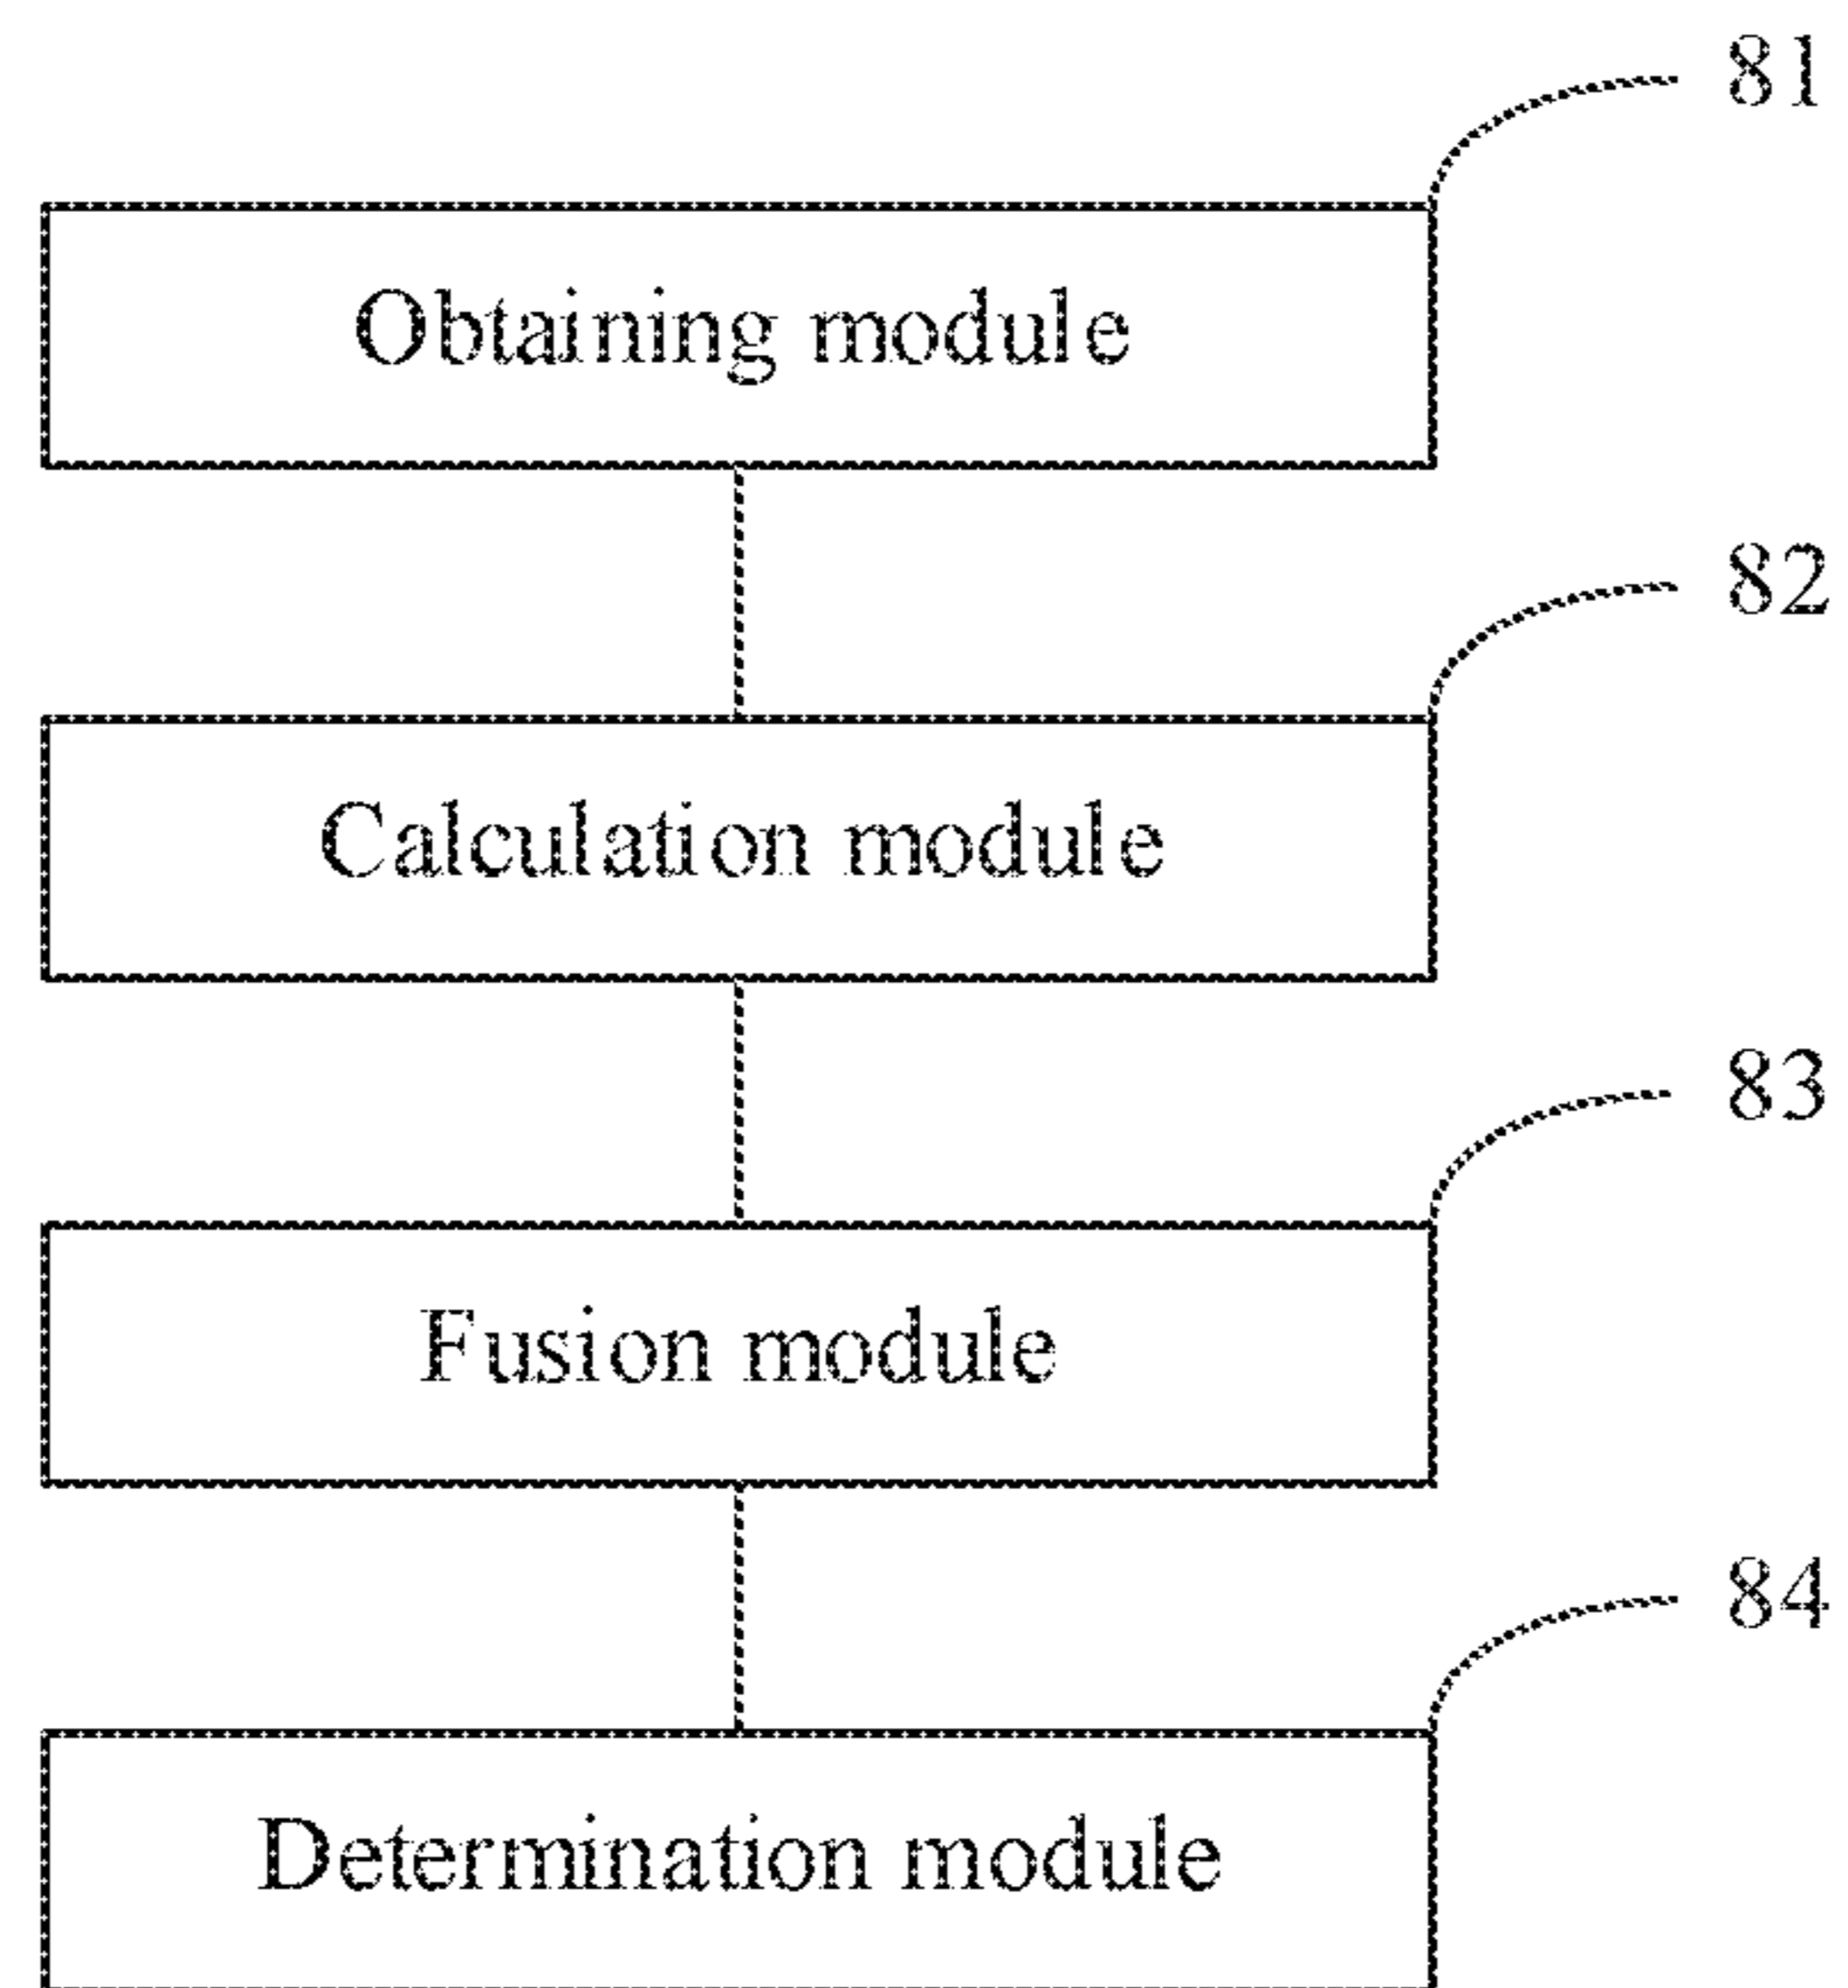 81
Obtaining module
82
Calculation module
83
Fusion module
84
Determination module